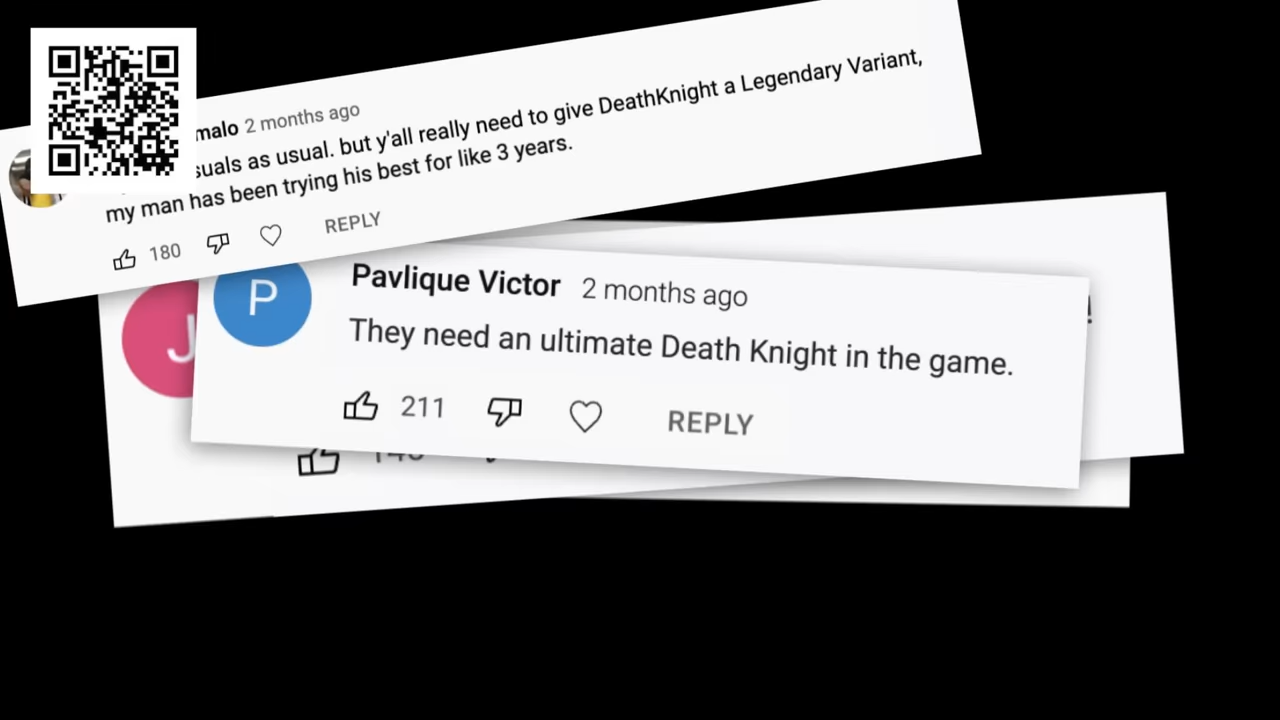 malo 2 months ago
suals as usual. but y'all really need to give DeathKnight a Legendary Variant,
my man has been trying his best for like 3 years.
180 REPLY
J
P
Pavlique Victor 2 months ago
They need an ultimate Death Knight in the game.
211 REPLY